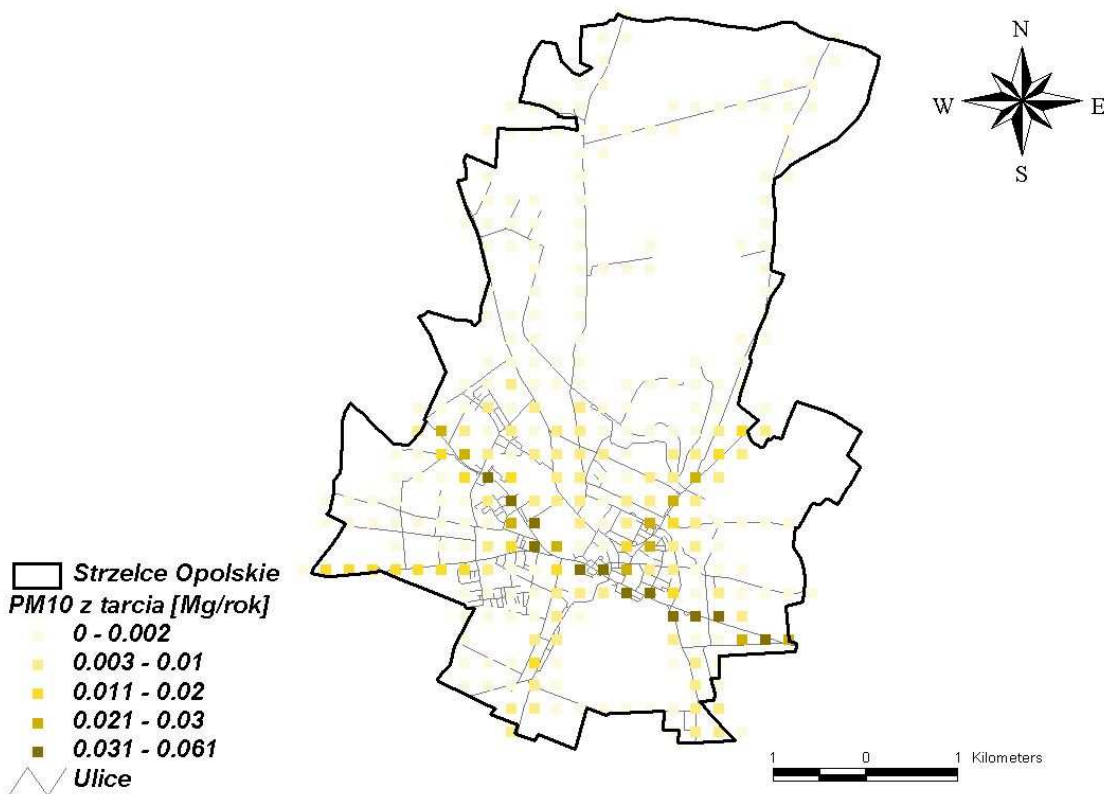 N
W E
S
Strzelce Opolskie
PM10 z tarcia [Mg/rok]
0 - 0.002
0.003 - 0.01
0.011 - 0.02
0.021 - 0.03
0.031 - 0.061
Ulice
1 0 1 Kilometers